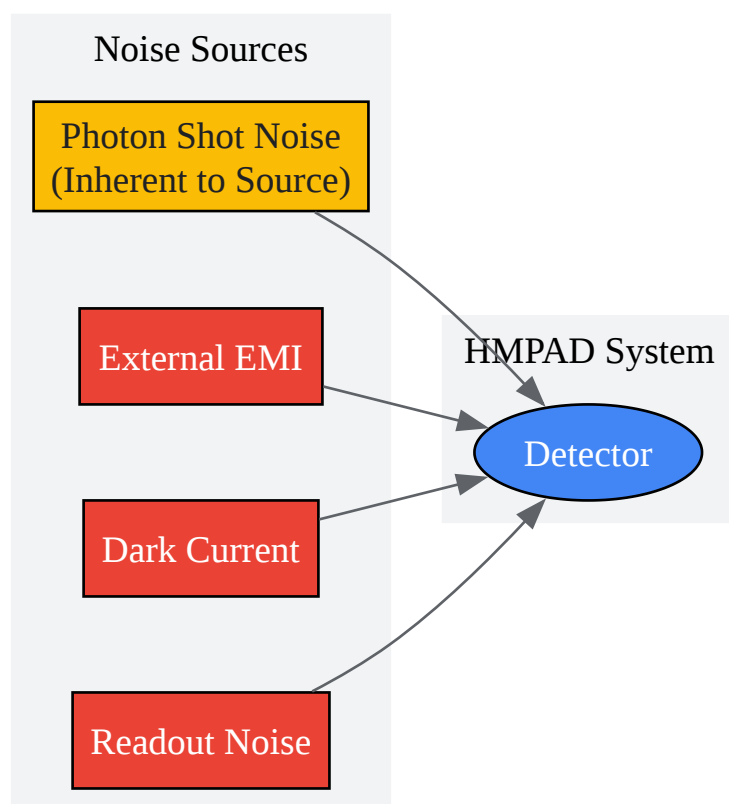 Noise Sources
Photon Shot Noise
(Inherent to Source)
External EMI
HMPAD System
Detector
Dark Current
Readout Noise